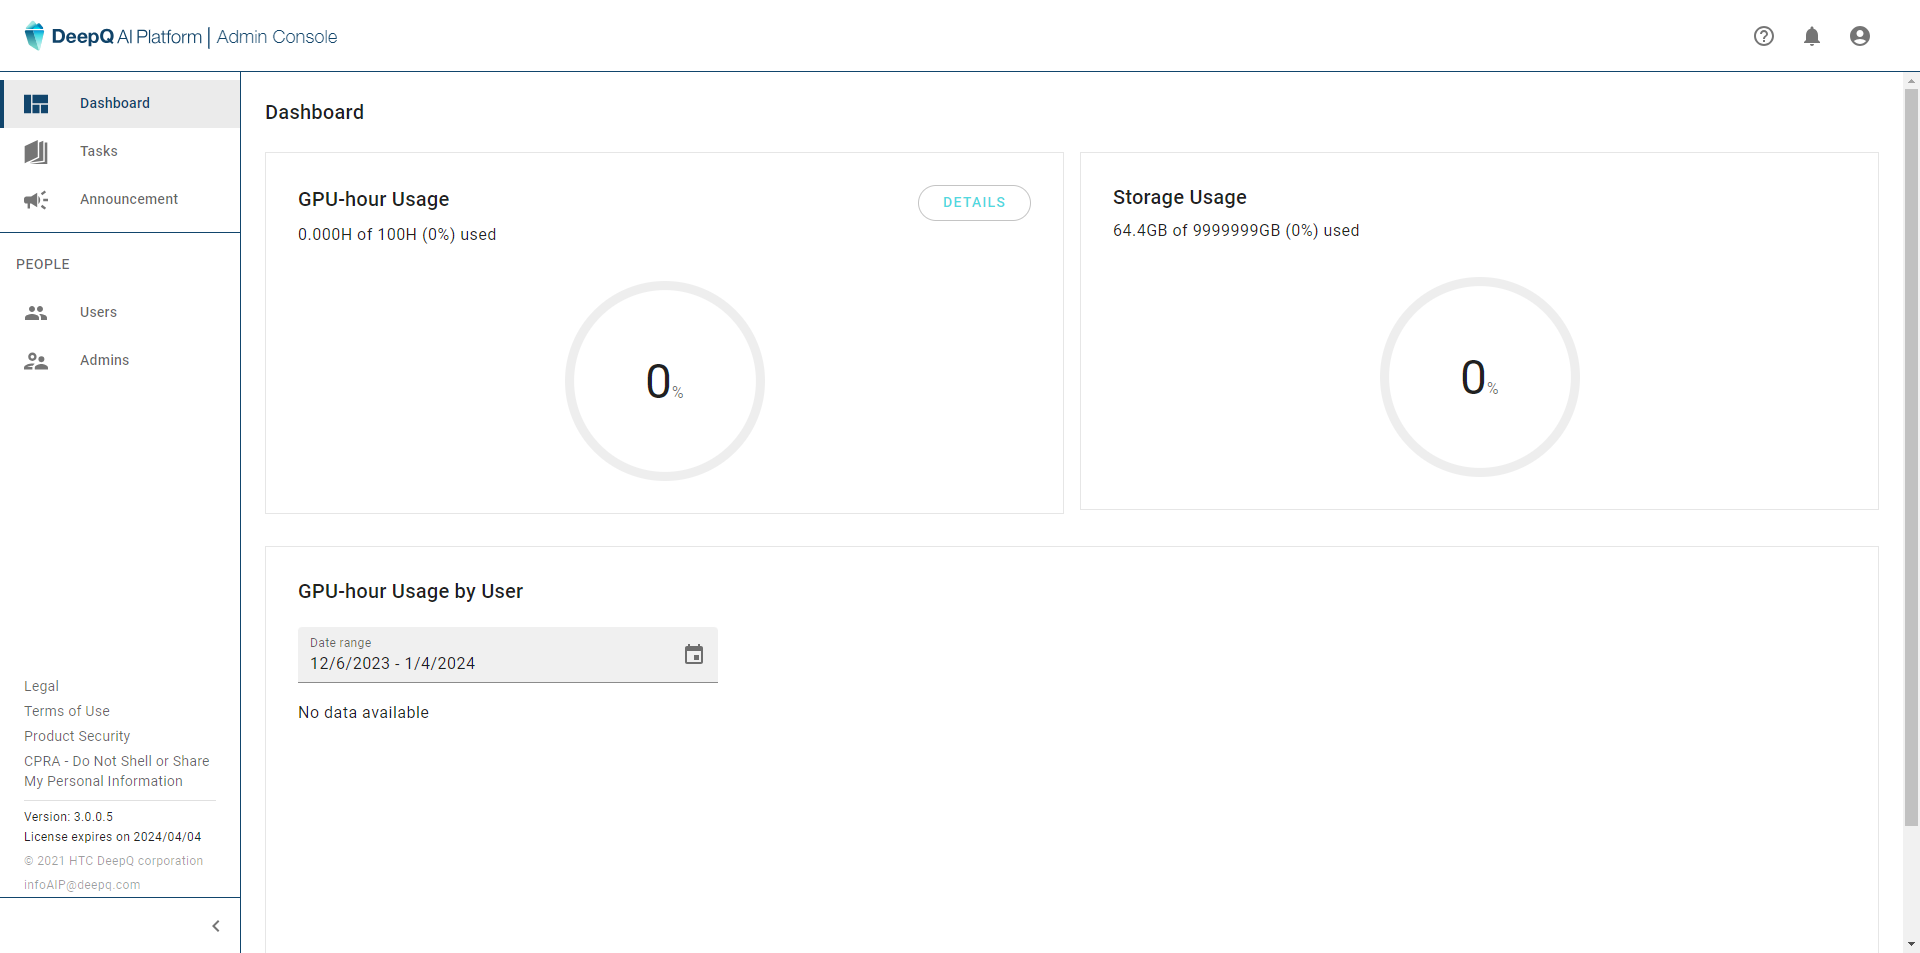 DeepQ AI Platform | Admin Console
Dashboard
Tasks
Announcement
PEOPLE
Users
Admins
Legal
Terms of Use
Product Security
CPRA - Do Not Shell or Share
My Personal Information
Version: 3.0.0.5
License expires on 2024/04/04
© 2021 HTC DeepQ corporation
infoAIP@deepq.com
Dashboard
GPU-hour Usage
DETAILS
0.000H of 100H (0%) used
0%
Storage Usage
64.4GB of 9999999GB (0%) used
0%
GPU-hour Usage by User
Date range
12/6/2023 - 1/4/2024
No data available